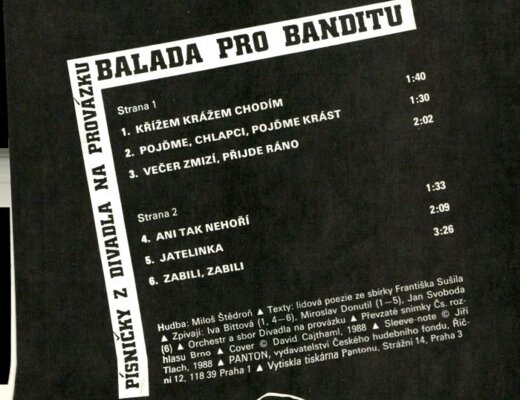 PÍSNIČKY Z DIVADLA NA PROVÁZKU
BALADA PRO BANDITU
Strana 1
1. KŘÍŽEM KRÁŽEM CHODÍM 1:40
2. POJĎME, CHLAPCI, POJĎME KRÁST 1:30
3. VEČER ZMIZÍ, PŘIJDE RÁNO 2:02
Strana 2
4. ANI TAK NEHOŘÍ 1:33
5. JATELINKA 2:09
6. ZABILI, ZABILI 3:26
Hudba: Miloš Štědroň ▲ Texty: lidová poezie ze sbírky Františka Sušila
▲ Zpívají: Iva Bittová (1, 4—6), Miroslav Donutil (1—5), Jan Svoboda
(6) ▲ Orchestr a sbor Divadla na provázku ▲ Převzaté snímky Čs. roz-
hlasu Brno ▲ Cover © David Cajthaml, 1988 ▲ Sleeve-note © Jiří
Tlach, 1988 ▲ PANTON, vydavatelství Českého hudebního fondu, Říč-
ní 12, 118 39 Praha 1 ▲ Vytiskla tiskárna Pantonu, Strážní 14, Praha 3